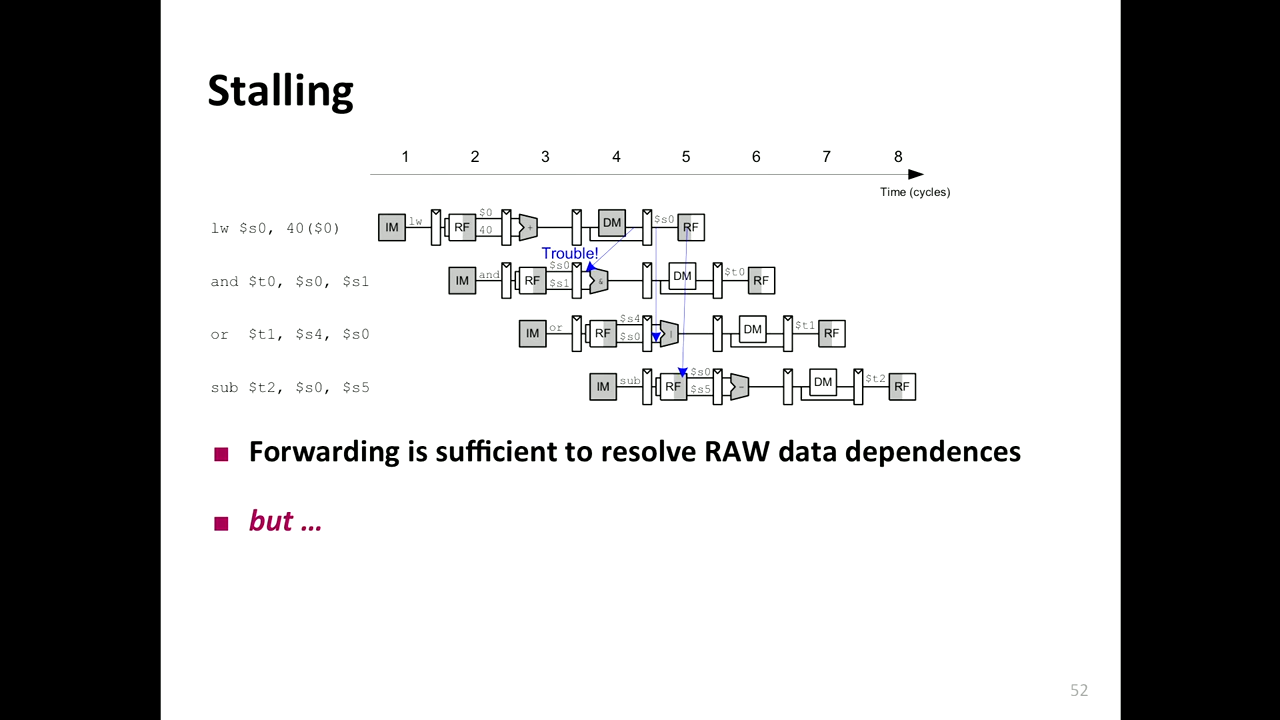 Stalling
1 2 3 4 5 6 7 8
Time (cycles)
lw $s0, 40($0) IM lw RF $0 40 + DM $s0 RF
Trouble!
and $t0, $s0, $s1 IM and RF $s0 $s1 & DM $t0 RF
or $t1, $s4, $s0 IM or RF $s4 $s0 | DM $t1 RF
sub $t2, $s0, $s5 IM sub RF $s0 $s5 - DM $t2 RF
Forwarding is sufficient to resolve RAW data dependences
but ...
52